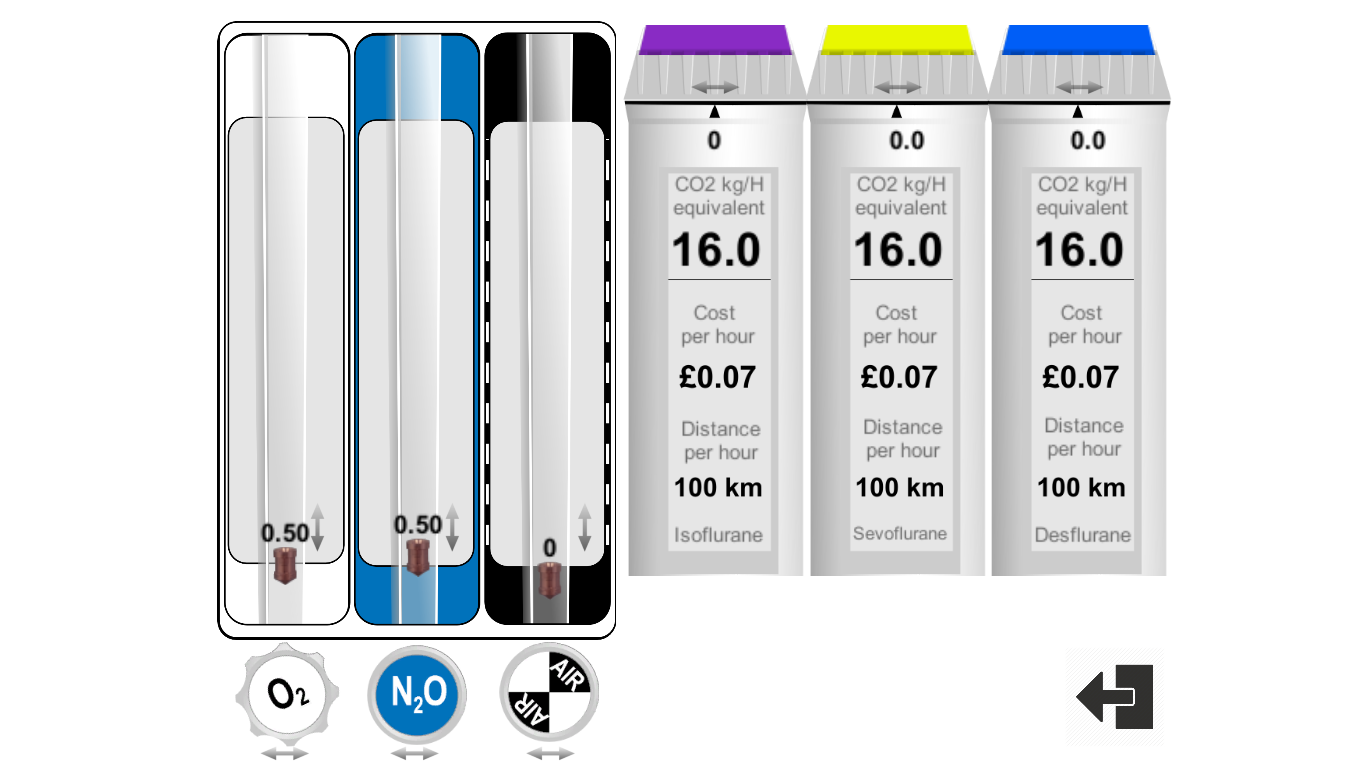 0.50
0.50
0
O2
N2O
AIR
AIR
0
CO2 kg/H
equivalent
16.0
Cost
per hour
£0.07
Distance
per hour
100 km
Isoflurane
0.0
CO2 kg/H
equivalent
16.0
Cost
per hour
£0.07
Distance
per hour
100 km
Sevoflurane
0.0
CO2 kg/H
equivalent
16.0
Cost
per hour
£0.07
Distance
per hour
100 km
Desflurane